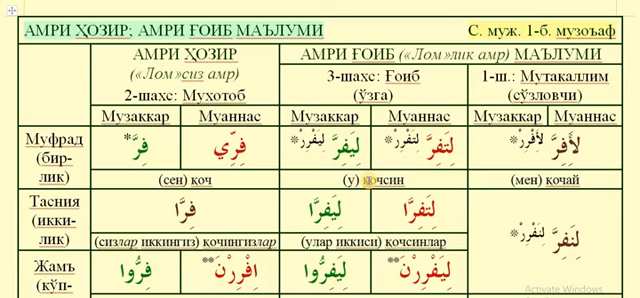 АМРИ ҲОЗИР; АМРИ ҒОИБ МАЪЛУМИ С. муж. 1-б. музоъаф
АМРИ ҲОЗИР АМРИ ҒОИБ («Лом»лик амр) МАЪЛУМИ
(«Лом»сиз амр) 3-шахс: Ғоиб 1-ш.: Мутакаллим
2-шахс: Мухотоб (ўзга) (сўзловчи)
Музаккар Муаннас Музаккар Муаннас Музаккар Муаннас
Муфрад (бир-лик) فِرَّ* فِرِّي لِيَفِرَّ لِيَفْرِرْ* لِتَفِرَّ لِتَفْرِرْ* لِأَفِرَّ لِأَفْرِرْ*
(сен) қоч (у) қочсин (мен) қочай
Тасния (икки-лик) فِرَّا لِيَفِرَّا لِتَفِرَّا لِنَفِرَّ لِنَفْرِرْ*
(сизлар иккингиз) қочингизлар (улар иккиси) қочсинлар
Жамъ (кўп- فِرُّوا اِفْرِرْنَ** لِيَفِرُّوا لِيَفْرِرْنَ**
Activate Windows